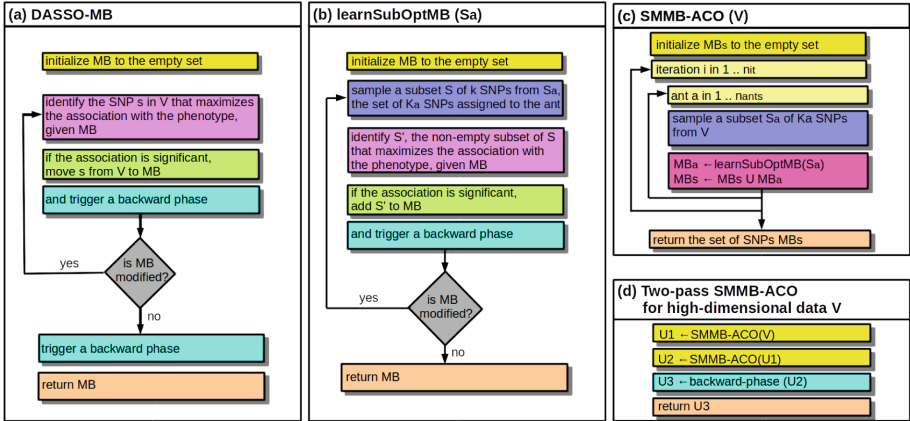 (a) DASSO-MB
initialize MB to the empty set
identify the SNP s in V that maximizes
the association with the phenotype,
given MB
if the association is significant,
move s from V to MB
and trigger a backward phase
yes
is MB
modified?
no
trigger a backward phase
return MB
(b) learnSubOptMB (Sa)
initialize MB to the empty set
sample a subset S of k SNPs from Sa,
the set of Ka SNPs assigned to the ant
identify S', the non-empty subset of S
that maximizes the association with
the phenotype, given MB
if the association is significant,
add S' to MB
and trigger a backward phase
yes
is MB
modified?
no
return MB
(c) SMMB-ACO (V)
initialize MBs to the empty set
iteration i in 1 .. nit
ant a in 1 .. nants
sample a subset Sa of Ka SNPs
from V
MBa ←learnSubOptMB(Sa)
MBs ← MBs U MBa
return the set of SNPs MBs
(d) Two-pass SMMB-ACO
for high-dimensional data V
U1 ←SMMB-ACO(V)
U2 ←SMMB-ACO(U1)
U3 ←backward-phase (U2)
return U3